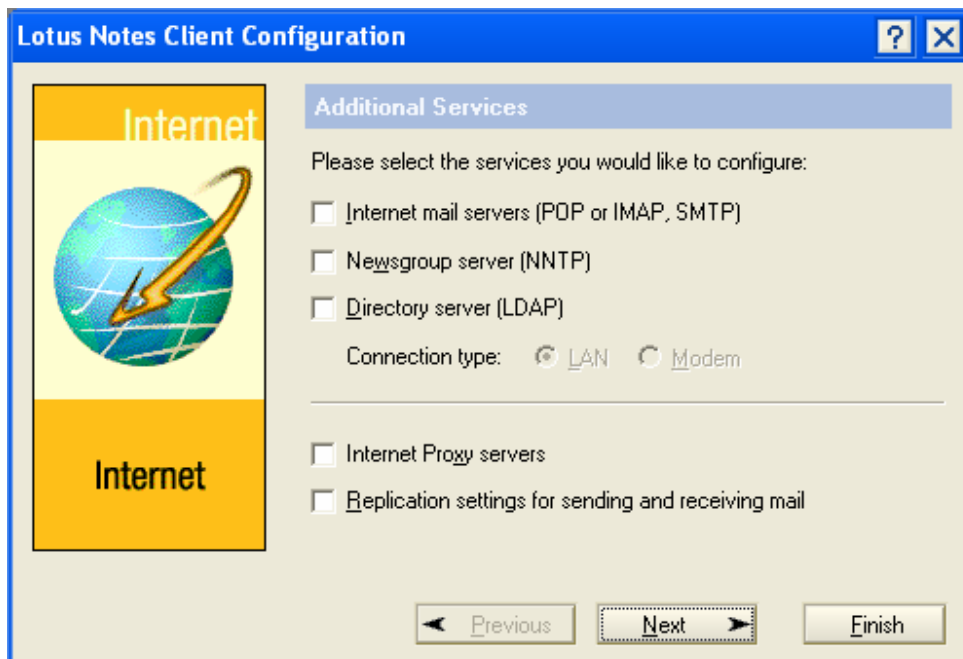 Lotus Notes Client Configuration
Internet
Additional Services
Please select the services you would like to configure:
Internet mail servers (POP or IMAP, SMTP)
Newsgroup server (NNTP)
Directory server (LDAP)
Connection type: LAN Modem
Internet Proxy servers
Replication settings for sending and receiving mail
Internet
Previous Next Finish